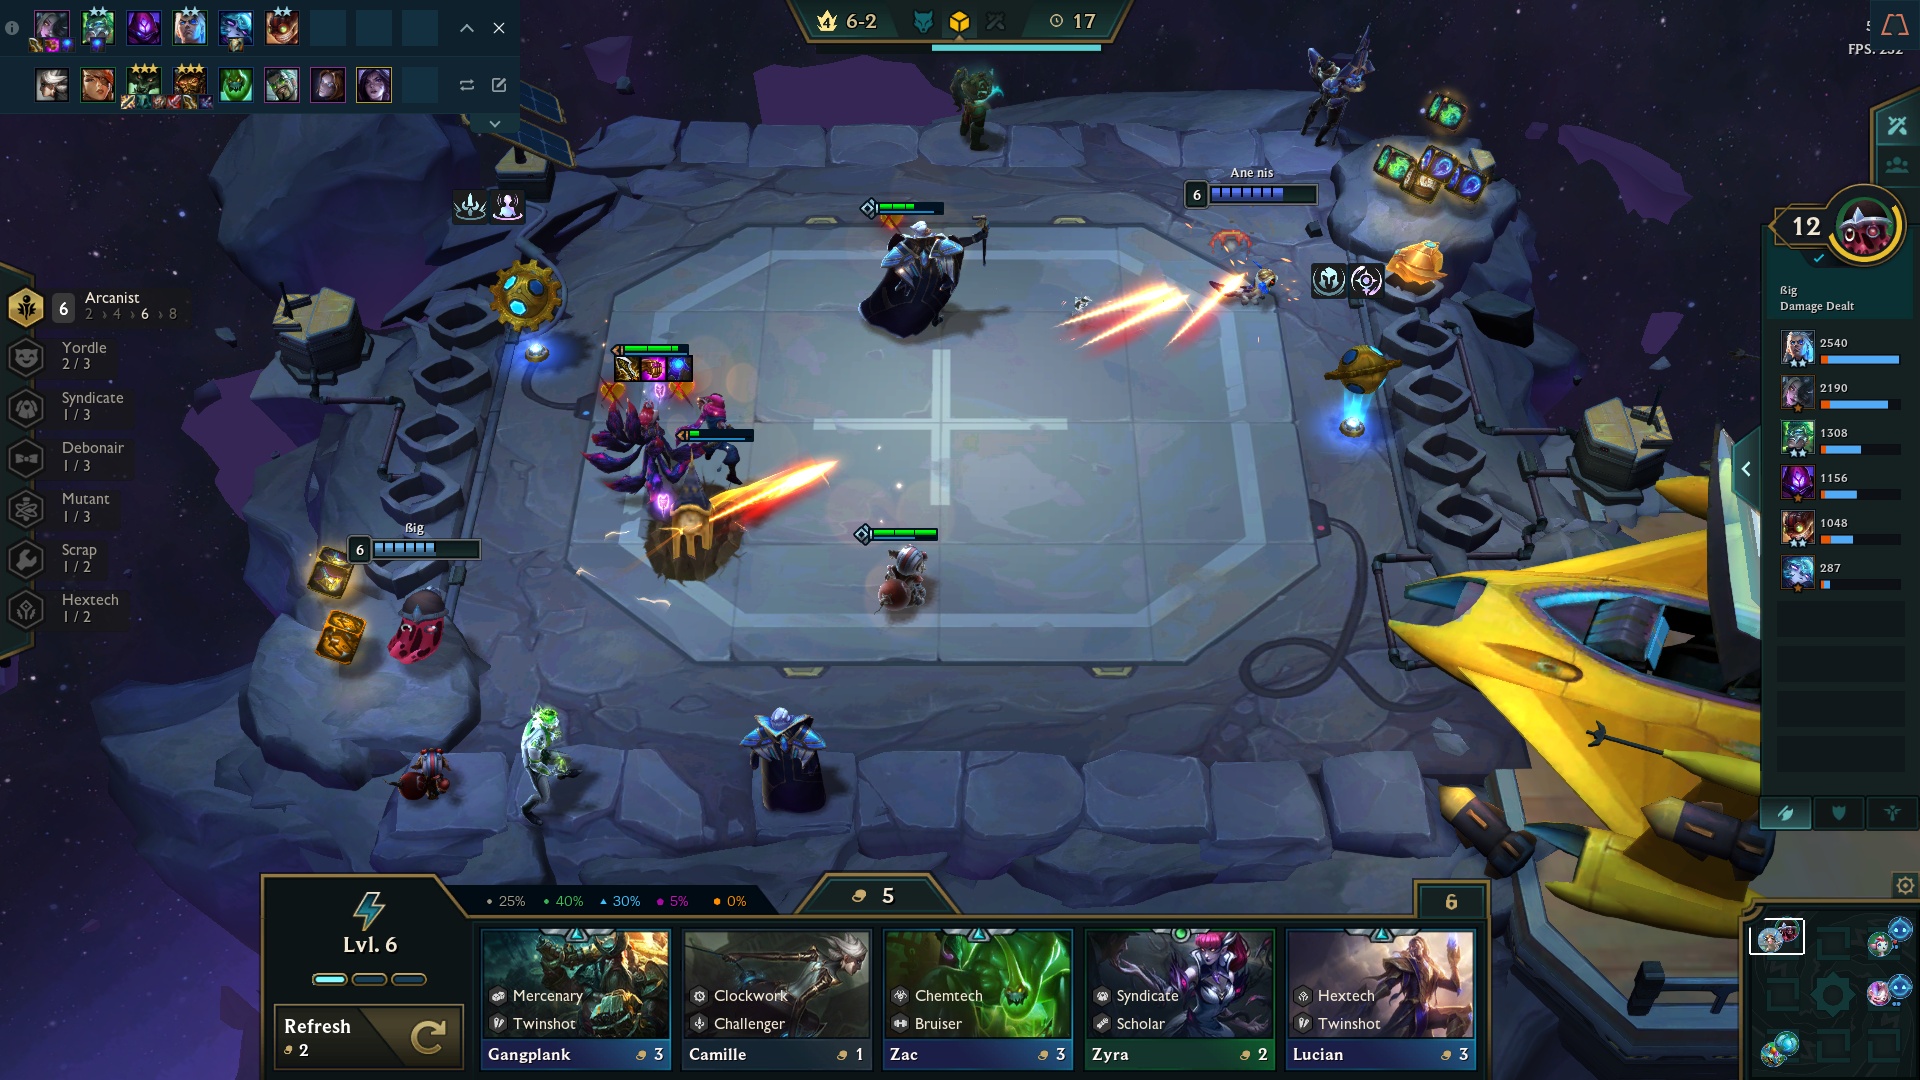 4 6-2
17
FPS: 232
Ane nis
6
12
ßig
Damage Dealt
2540
2190
1308
1156
1048
287
6
Arcanist
2 › 4 › 6 › 8
Yordle
2 / 3
Syndicate
1 / 3
Debonair
1 / 3
Mutant
1 / 3
Scrap
1 / 2
Hextech
1 / 2
ßig
6
Lvl. 6
25% 40% 30% 5% 0%
5
6
Refresh
2
Mercenary
Twinshot
Gangplank 3
Clockwork
Challenger
Camille 1
Chemtech
Bruiser
Zac 3
Syndicate
Scholar
Zyra 2
Hextech
Twinshot
Lucian 3